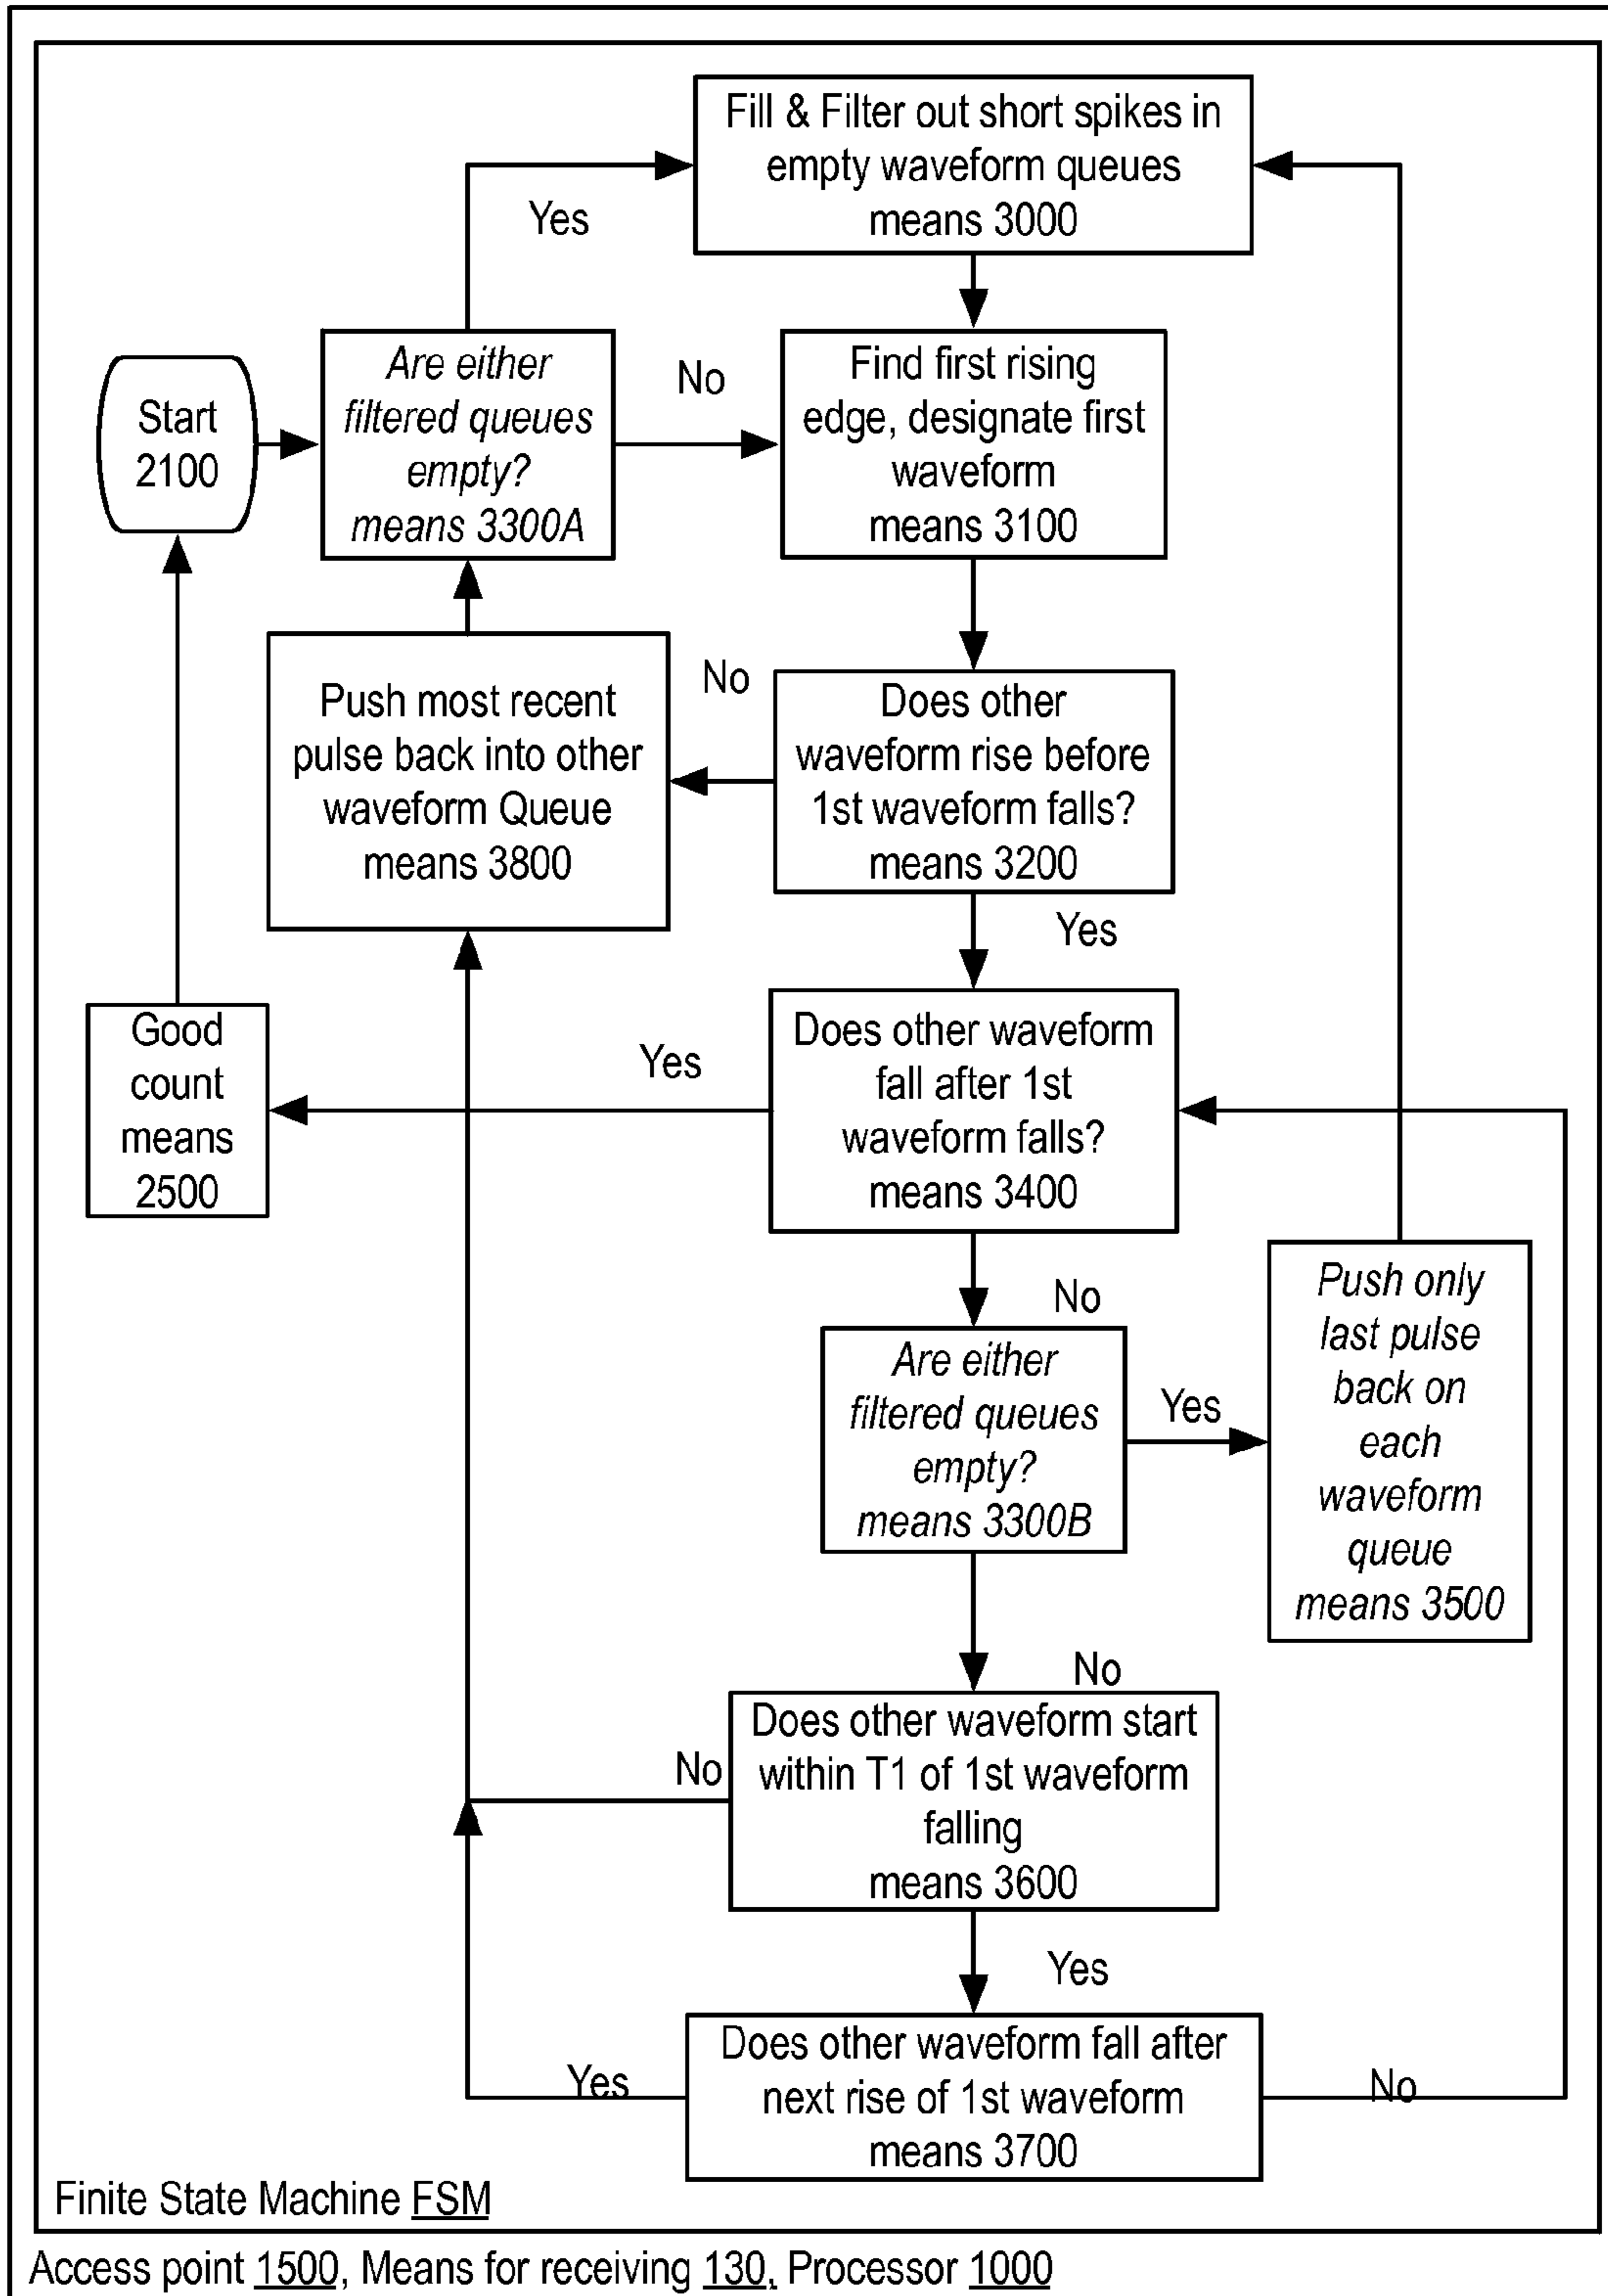 Fill & Filter out short spikes in
empty waveform queues
means 3000
Yes
Start
2100
Are either
filtered queues
empty?
means 3300A
No
Find first rising
edge, designate first
waveform
means 3100
Push most recent
pulse back into other
waveform Queue
means 3800
No
Does other
waveform rise before
1st waveform falls?
means 3200
Yes
Good
count
means
2500
Yes
Does other waveform
fall after 1st
waveform falls?
means 3400
No
Are either
filtered queues
empty?
means 3300B
Yes
Push only
last pulse
back on
each
waveform
queue
means 3500
No
Does other waveform start
within T1 of 1st waveform
falling
means 3600
No
Yes
Does other waveform fall after
next rise of 1st waveform
means 3700
Yes
No
Finite State Machine FSM
Access point 1500, Means for receiving 130, Processor 1000